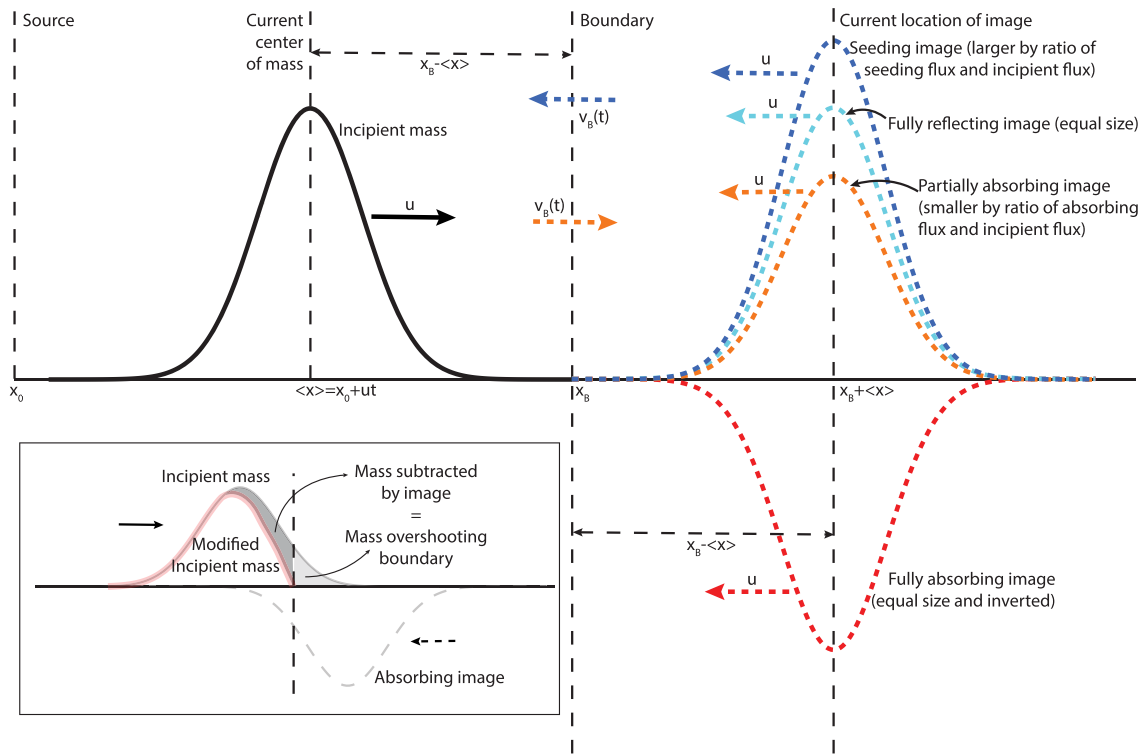 Source
Current
center
of mass
x_B-<x>
Boundary
Current location of image
Seeding image (larger by ratio of
seeding flux and incipient flux)
u
v_B(t)
u
Fully reflecting image (equal size)
Incipient mass
u
Partially absorbing image
(smaller by ratio of absorbing
flux and incipient flux)
u
v_B(t)
x_0
<x>=x_0+ut
x_B
x_B+<x>
Incipient mass
Mass subtracted
by image
=
Mass overshooting
boundary
Modified
Incipient mass
Absorbing image
x_B-<x>
u
Fully absorbing image
(equal size and inverted)